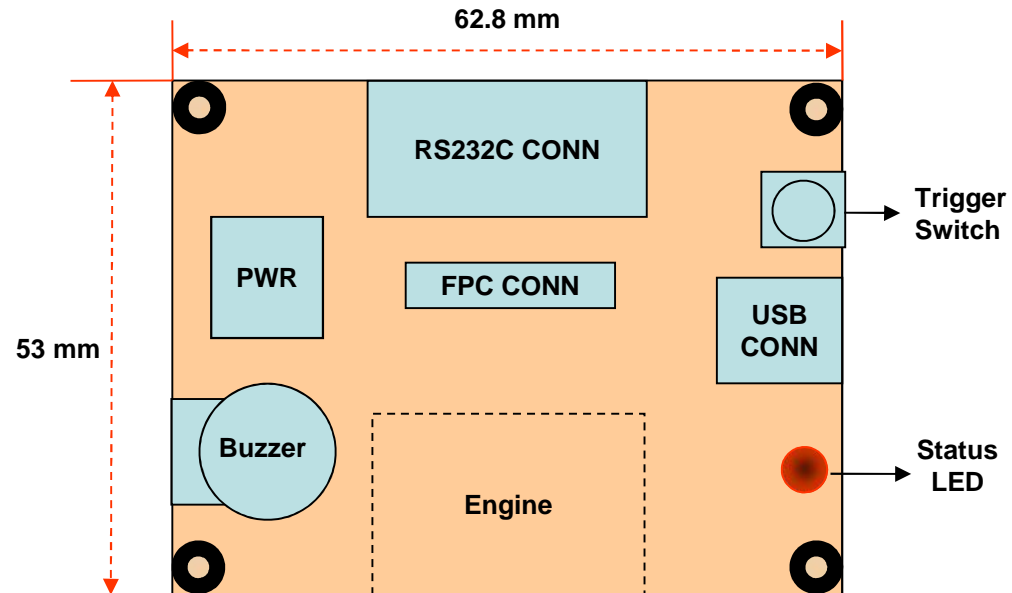 62.8 mm
RS232C CONN
Trigger
Switch
PWR
FPC CONN
USB
CONN
53 mm
Buzzer
Status
LED
Engine